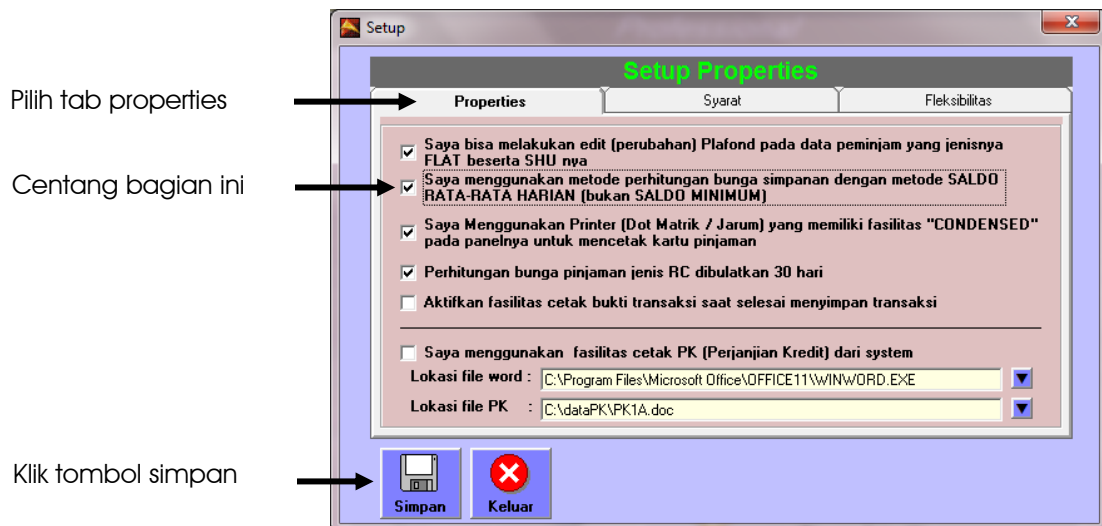 Setup
Setup Properties
Pilih tab properties
Properties
Syarat
Fleksibilitas
Saya bisa melakukan edit (perubahan) Plafond pada data peminjam yang jenisnya
FLAT beserta SHU nya
Centang bagian ini
Saya menggunakan metode perhitungan bunga simpanan dengan metode SALDO
RATA-RATA HARIAN (bukan SALDO MINIMUM)
Saya Menggunakan Printer (Dot Matrik / Jarum) yang memiliki fasilitas "CONDENSED"
pada panelnya untuk mencetak kartu pinjaman
Perhitungan bunga pinjaman jenis RC dibulatkan 30 hari
Aktifkan fasilitas cetak bukti transaksi saat selesai menyimpan transaksi
Saya menggunakan fasilitas cetak PK (Perjanjian Kredit) dari system
Lokasi file word : C:\Program Files\Microsoft Office\OFFICE11\WINWORD.EXE
Lokasi file PK : C:\dataPK\PK1A.doc
Klik tombol simpan
Simpan
Keluar